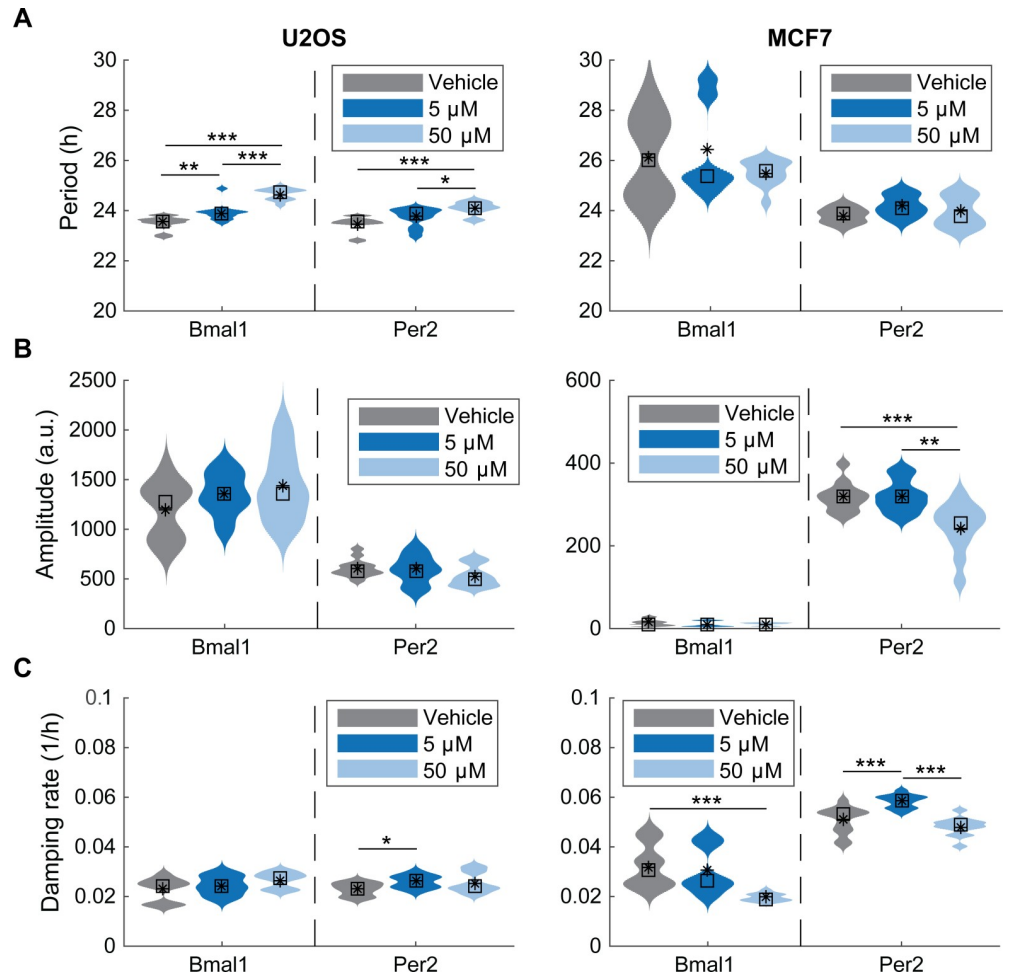 A
U2OS
MCF7
Period (h)
30
28
26
24
22
20
Vehicle
5 µM
50 µM
***
**
***
***
*
Bmal1
Per2
30
28
26
24
22
20
Vehicle
5 µM
50 µM
Bmal1
Per2
B
Amplitude (a.u.)
2500
2000
1500
1000
500
0
Vehicle
5 µM
50 µM
Bmal1
Per2
600
400
200
0
Vehicle
5 µM
50 µM
***
**
Bmal1
Per2
C
Damping rate (1/h)
0.1
0.08
0.06
0.04
0.02
0
Vehicle
5 µM
50 µM
*
Bmal1
Per2
0.1
0.08
0.06
0.04
0.02
0
Vehicle
5 µM
50 µM
***
***
***
Bmal1
Per2